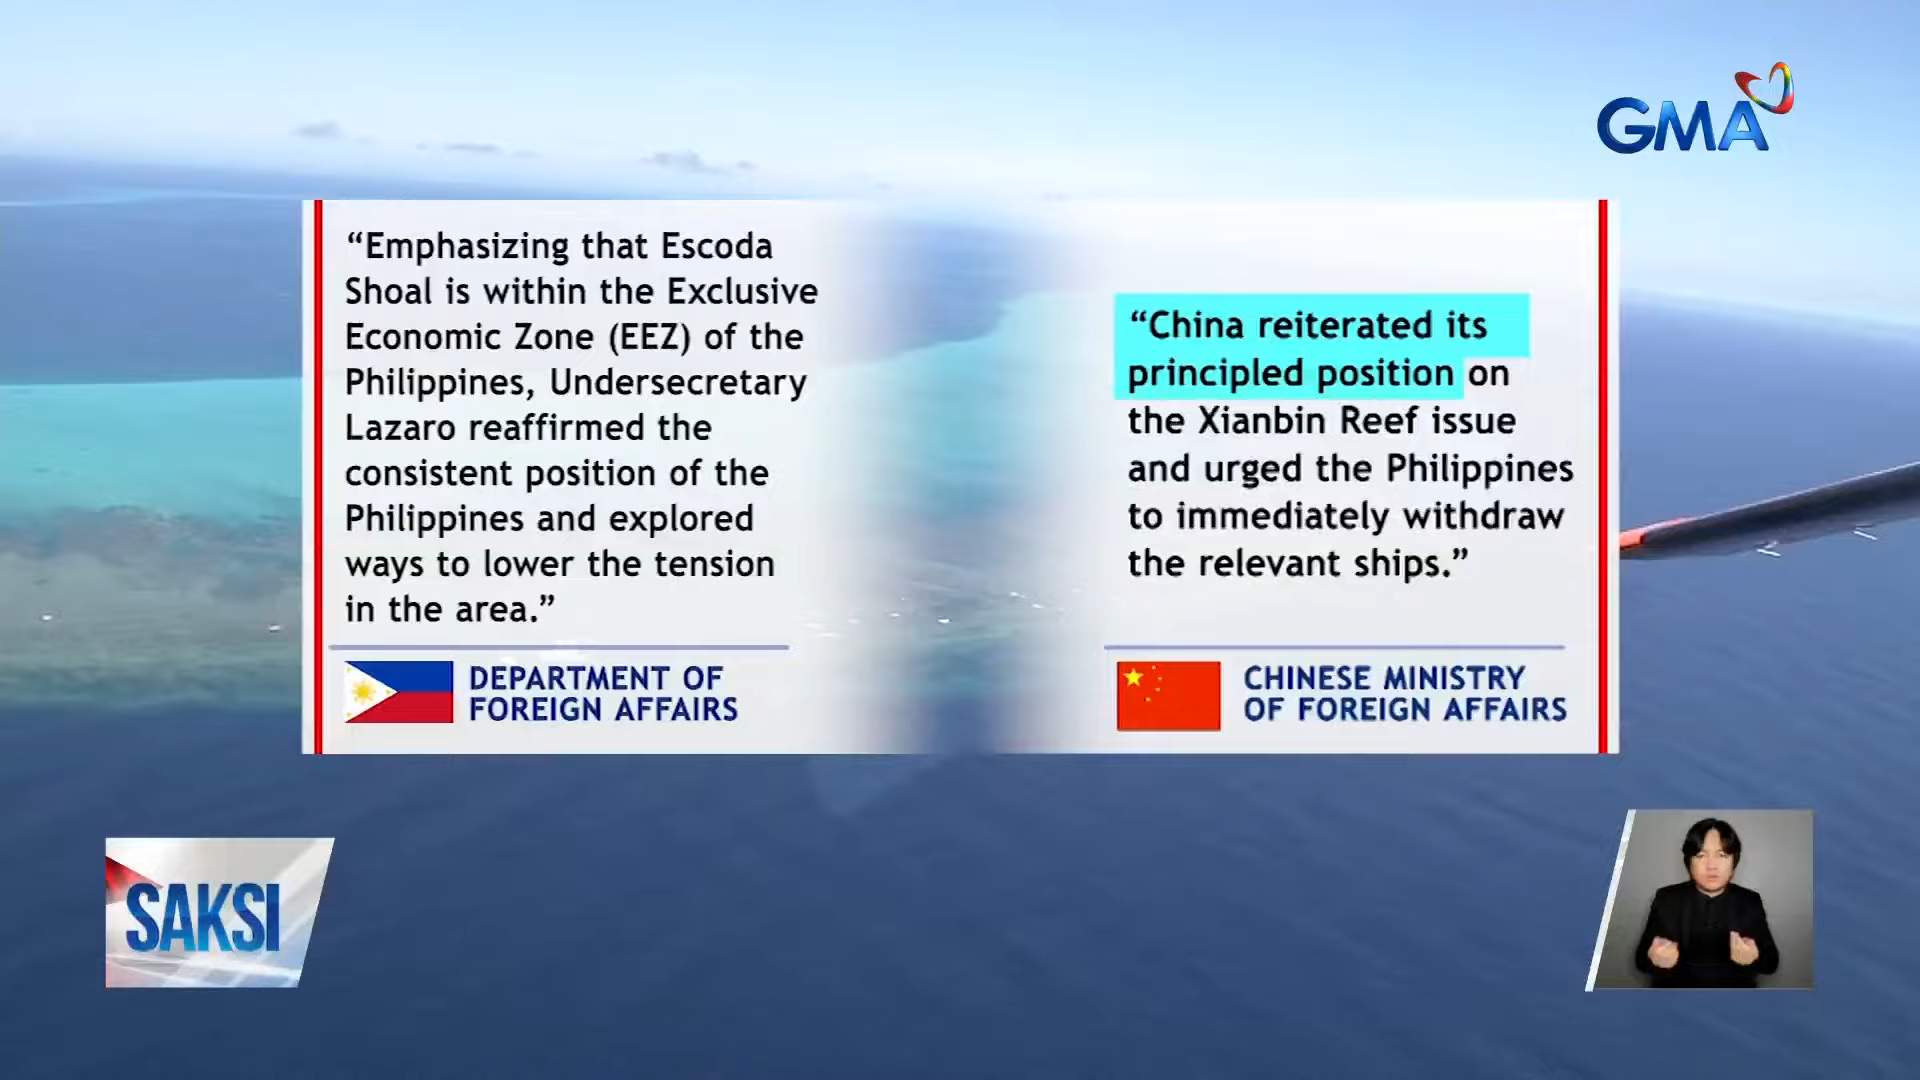 GMA
“Emphasizing that Escoda
Shoal is within the Exclusive
Economic Zone (EEZ) of the
Philippines, Undersecretary
Lazaro reaffirmed the
consistent position of the
Philippines and explored
ways to lower the tension
in the area.”
DEPARTMENT OF
FOREIGN AFFAIRS
“China reiterated its
principled position on
the Xianbin Reef issue
and urged the Philippines
to immediately withdraw
the relevant ships.”
CHINESE MINISTRY
OF FOREIGN AFFAIRS
SAKSI